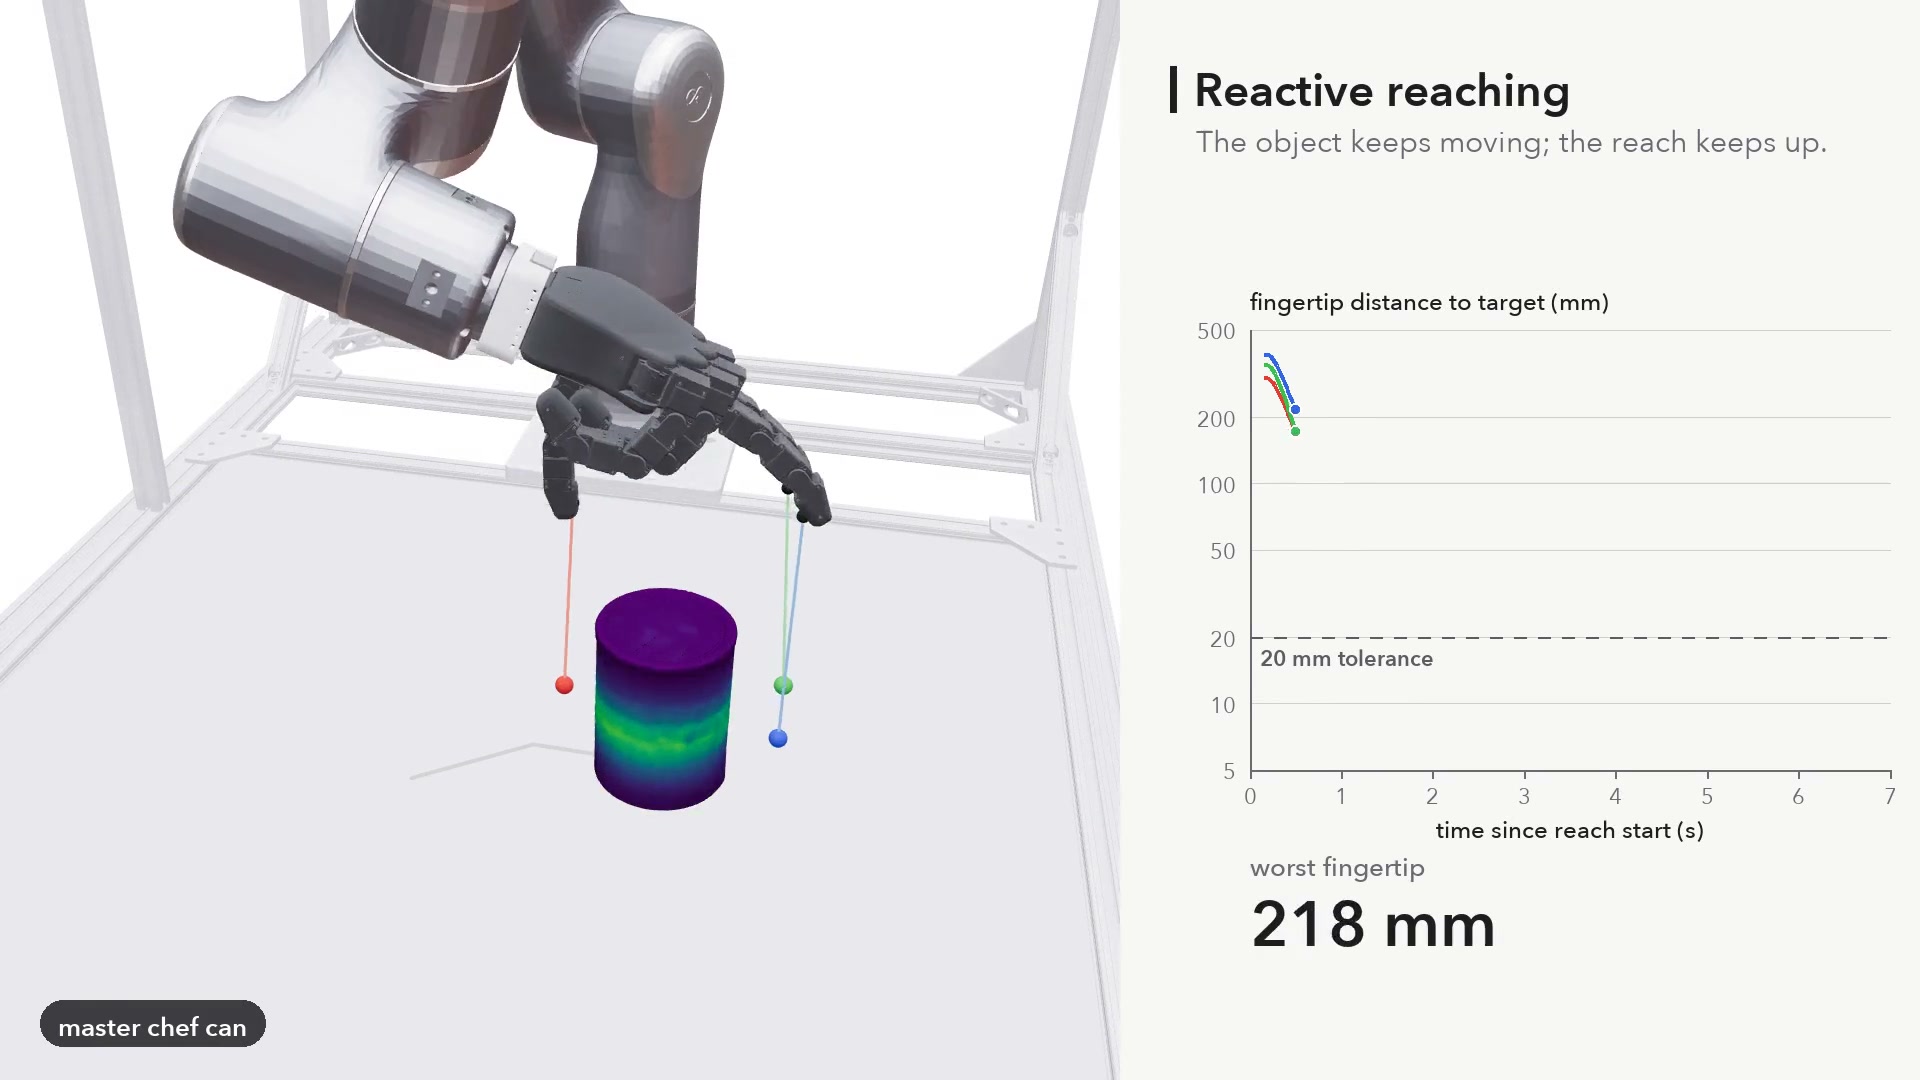 Reactive reaching
The object keeps moving; the reach keeps up.
fingertip distance to target (mm)
500
200
100
50
20
20 mm tolerance
10
5
0 1 2 3 4 5 6 7
time since reach start (s)
worst fingertip
218 mm
master chef can